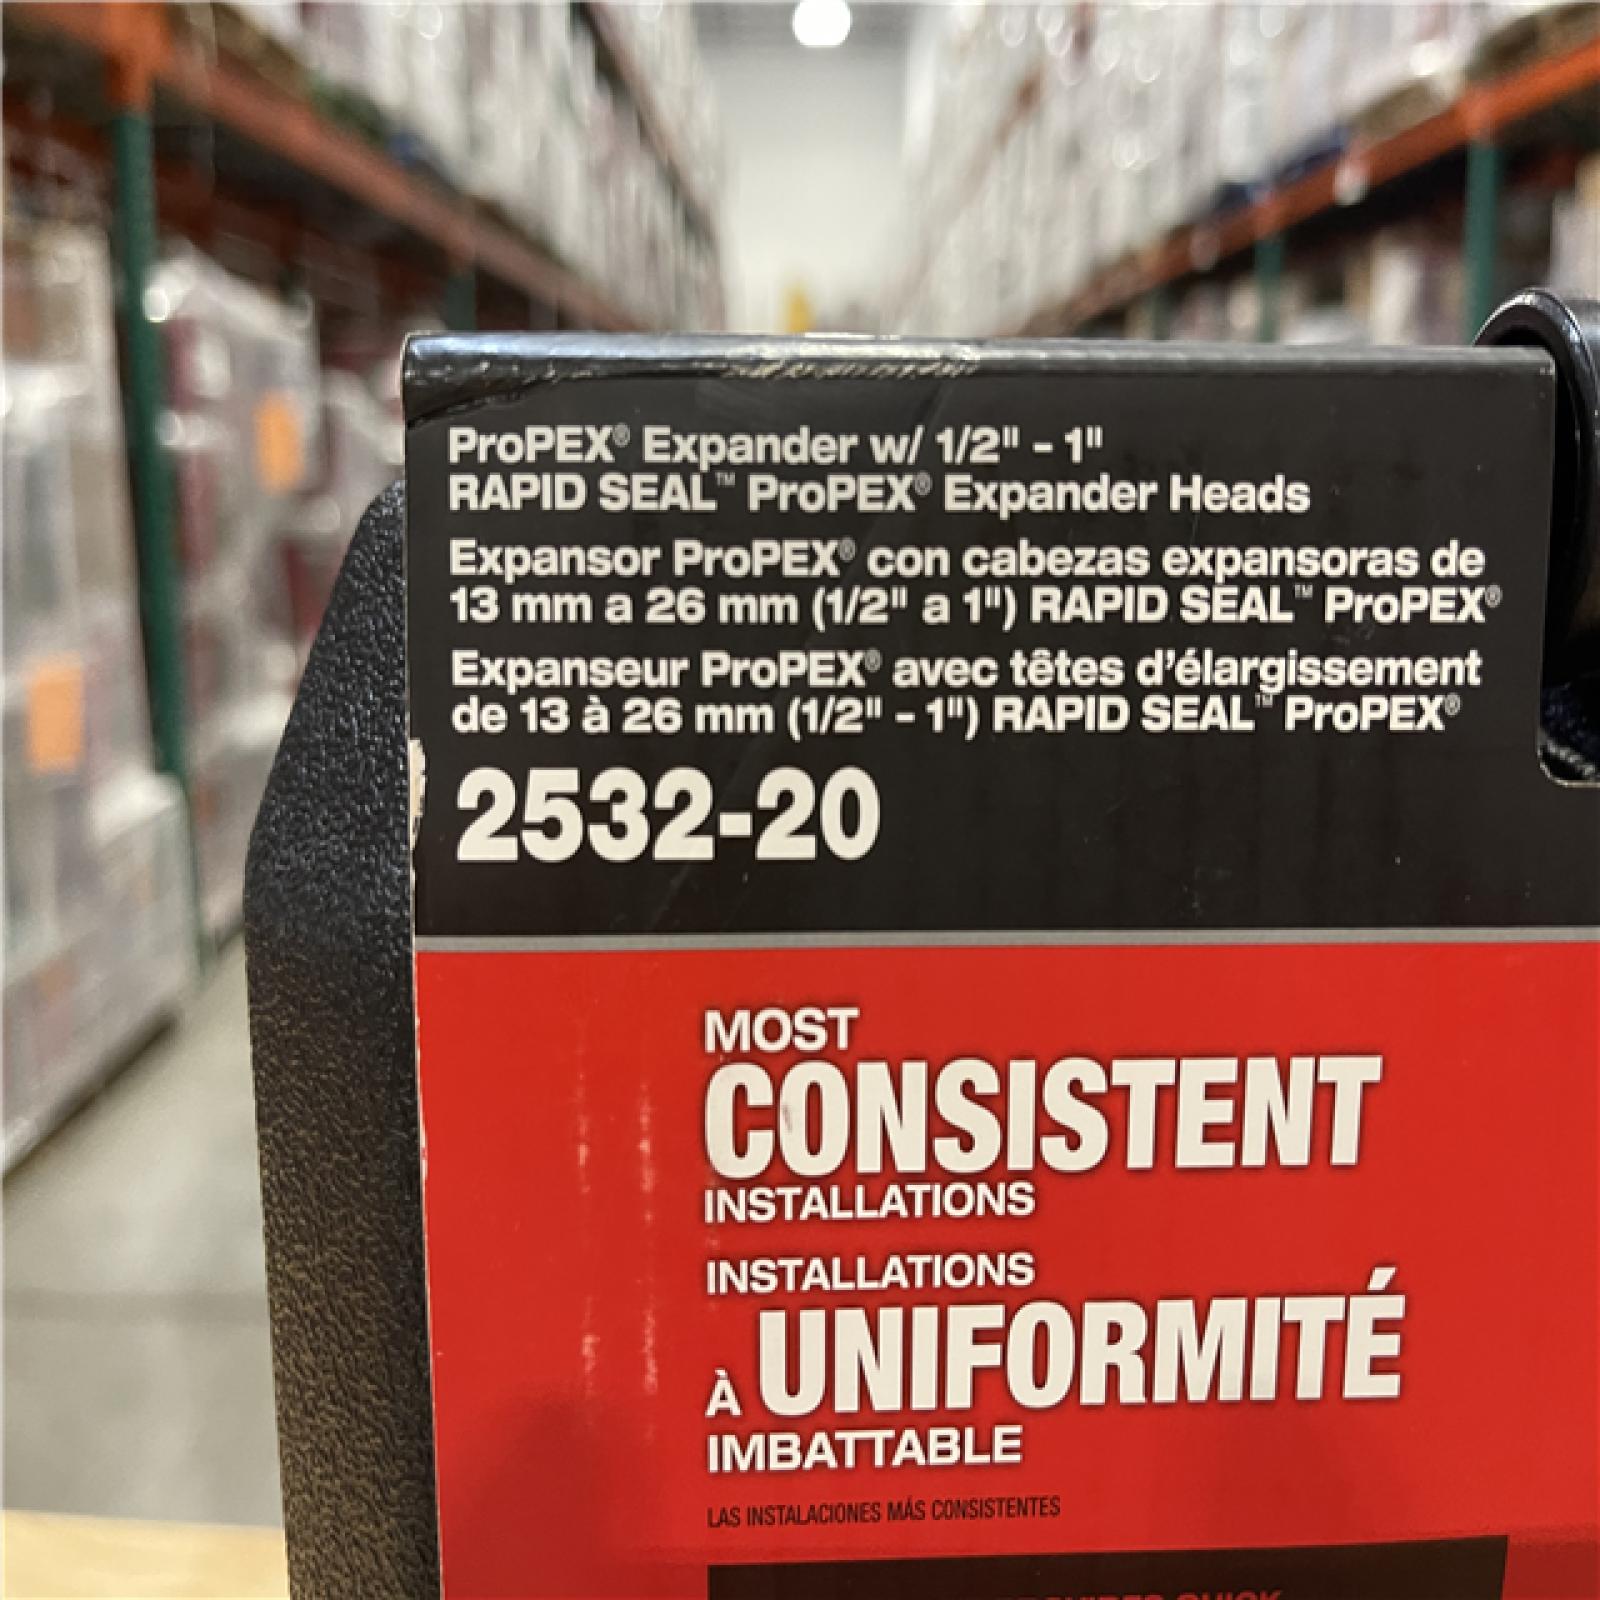 ProPEX® Expander w/ 1/2" - 1"
RAPID SEAL™ ProPEX® Expander Heads
Expansor ProPEX® con cabezas expansoras de
13 mm a 26 mm (1/2" a 1") RAPID SEAL™ ProPEX®
Expanseur ProPEX® avec têtes d'élargissement
de 13 à 26 mm (1/2" - 1") RAPID SEAL™ ProPEX®
2532-20
MOST
CONSISTENT
INSTALLATIONS
INSTALLATIONS
À UNIFORMITÉ
IMBATTABLE
LAS INSTALACIONES MÁS CONSISTENTES